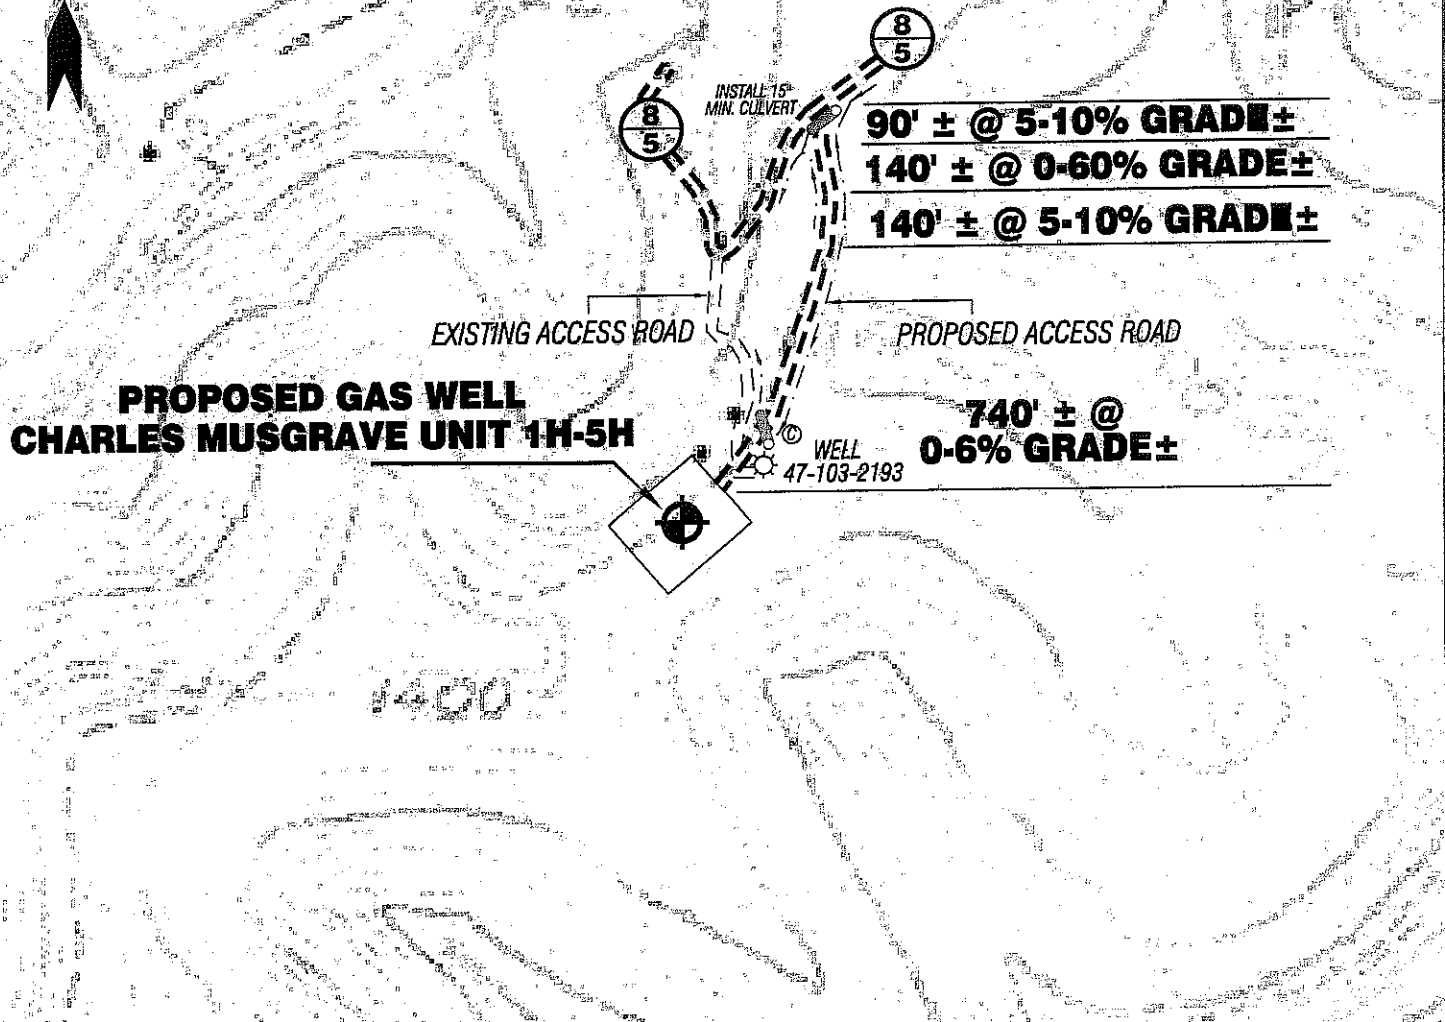 8
5
8
5
INSTALL 15"
MIN. CULVERT
90' ± @ 5-10% GRADE±
140' ± @ 0-60% GRADE±
140' ± @ 5-10% GRADE±
EXISTING ACCESS ROAD
PROPOSED ACCESS ROAD
PROPOSED GAS WELL
CHARLES MUSGRAVE UNIT 1H-5H
740' ± @
0-6% GRADE±
©
WELL
47-103-2193
1400